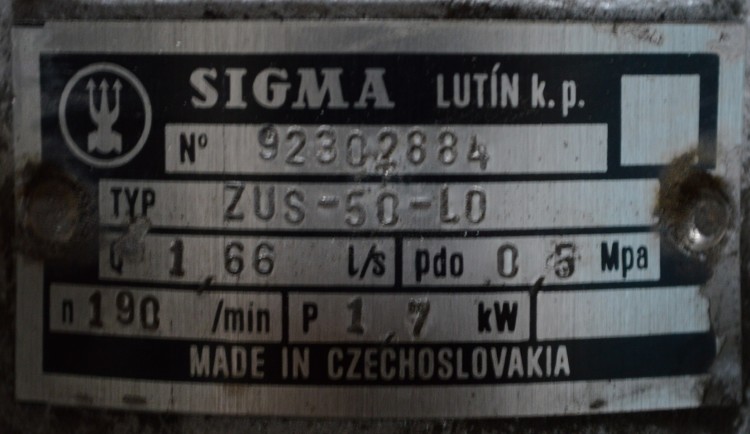 SIGMA LUTÍN k.p.
Nº 92302884
TYP ZUS-50-LO
Q 1,66 l/s pdo 0,5 Mpa
n 190 /min P 1,7 kW
MADE IN CZECHOSLOVAKIA